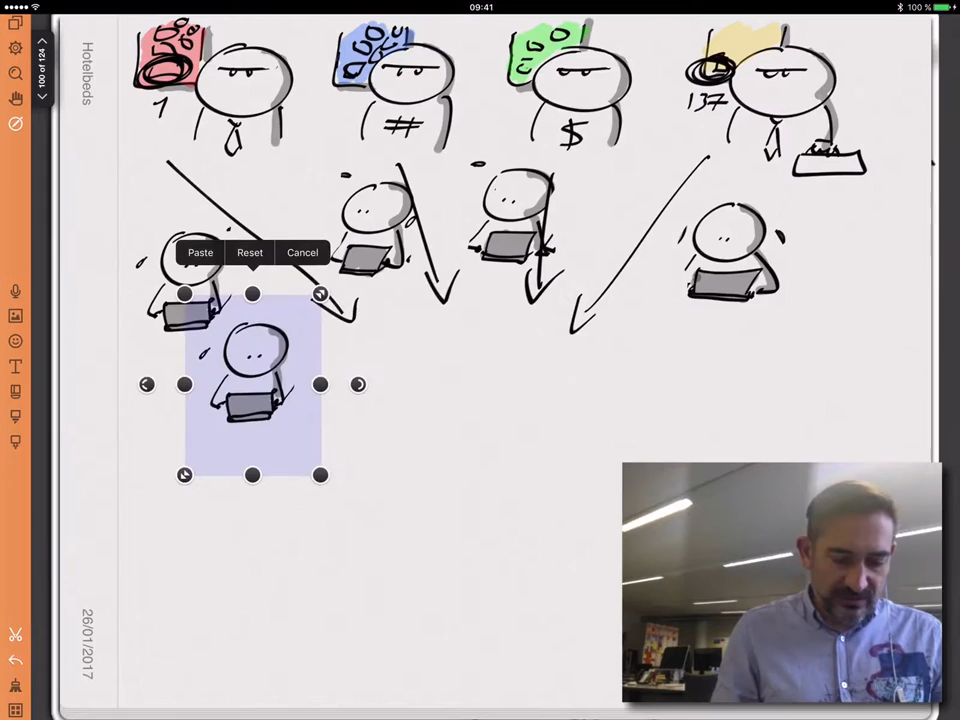 09:41
100 %
100 of 124
Hotelbeds
1
#
$
137
Paste
Reset
Cancel
T
26/01/2017